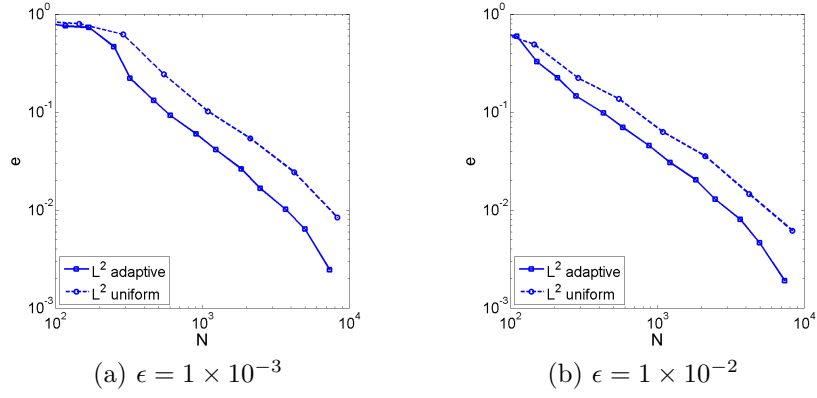 10^0
10^-1
e
10^-2
10^-3
L^2 adaptive
L^2 uniform
10^2
10^3
10^4
N
(a) ϵ = 1 × 10^-3
10^0
10^-1
e
10^-2
10^-3
L^2 adaptive
L^2 uniform
10^2
10^3
10^4
N
(b) ϵ = 1 × 10^-2